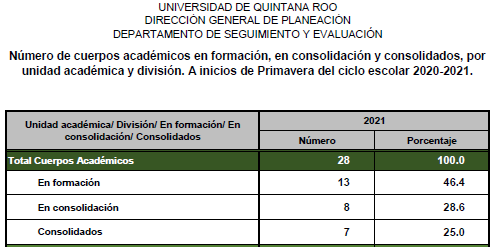 UNIVERSIDAD DE QUINTANA ROO
DIRECCIÓN GENERAL DE PLANEACIÓN
DEPARTAMENTO DE SEGUIMIENTO Y EVALUACIÓN
Número de cuerpos académicos en formación, en consolidación y consolidados, por
unidad académica y división. A inicios de Primavera del ciclo escolar 2020-2021.
Unidad académica/ División/ En formación/ En
consolidación/ Consolidados
2021
Número Porcentaje
Total Cuerpos Académicos 28 100.0
En formación 13 46.4
En consolidación 8 28.6
Consolidados 7 25.0